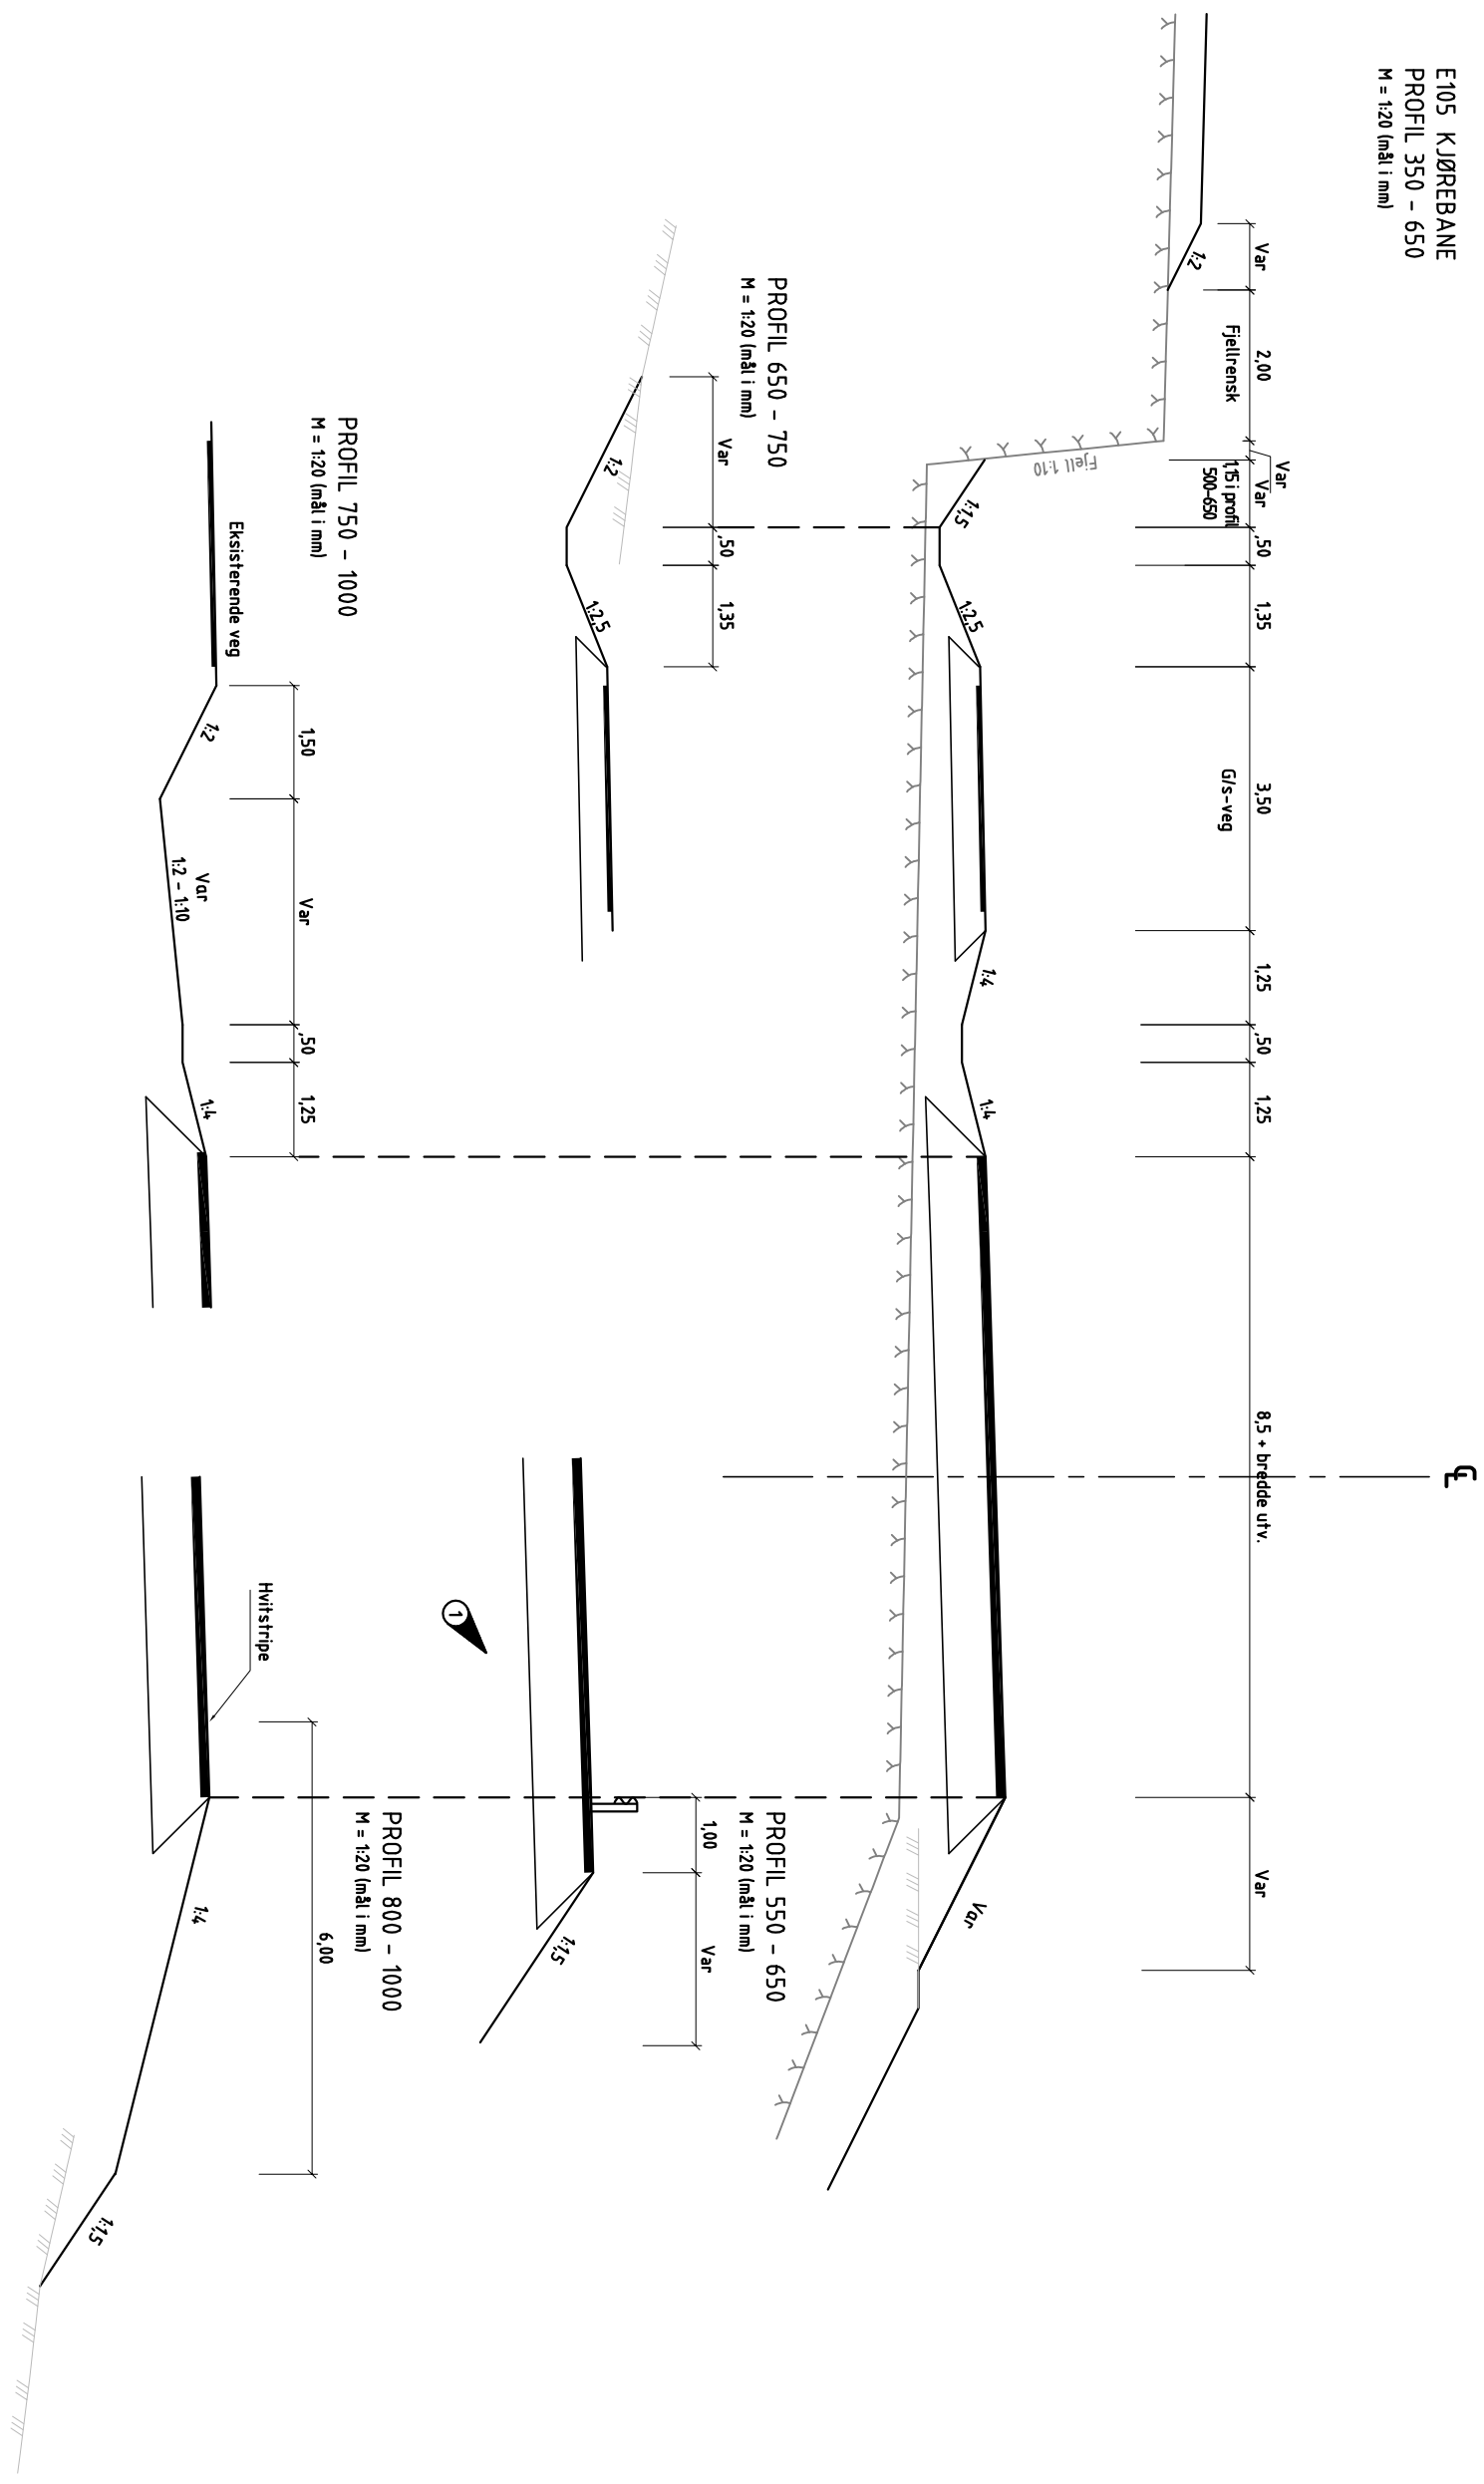 E105 KJØREBANE
PROFIL 350 - 650
M = 1:20 (mål i mm)
℄
Var
2,00
Var
Var
,50
1,35
3,50
1,25
,50
1,25
8,5 + bredde utv.
Var
Fjellrensk
1,15 i profil
500-650
G/s-veg
1:2
Fjell 1:10
1:1,5
1:2,5
1:4
1:4
Var
PROFIL 650 - 750
M = 1:20 (mål i mm)
Var
,50
1,35
1:2
1:2,5
PROFIL 550 - 650
M = 1:20 (mål i mm)
1,00
Var
1:1,5
1
PROFIL 750 - 1000
M = 1:20 (mål i mm)
1,50
Var
,50
1,25
Eksisterende veg
1:2
Var
1:2 - 1:10
1:4
PROFIL 800 - 1000
M = 1:20 (mål i mm)
6,00
Hvitstripe
1:4
1:1,5